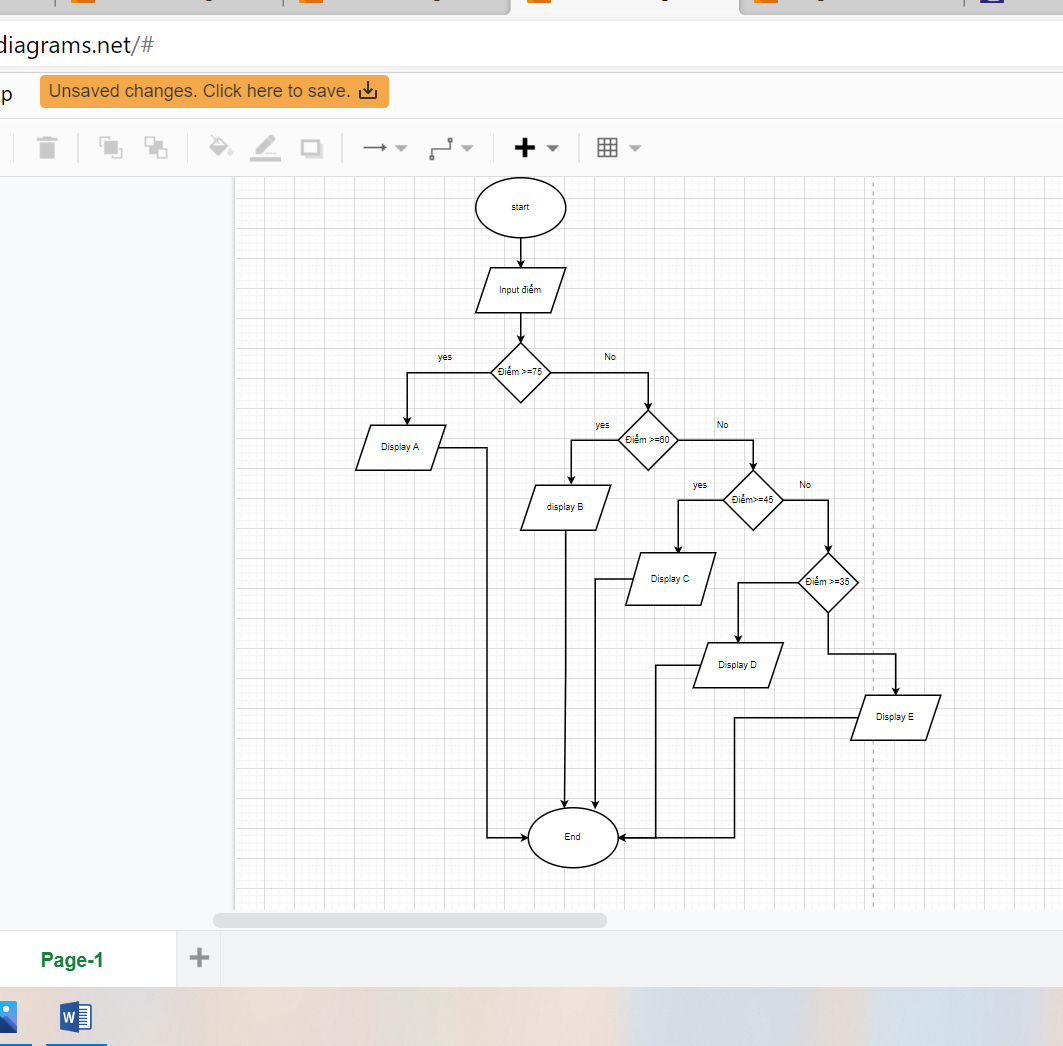 diagrams.net/#
p
Unsaved changes. Click here to save.
start
Input điểm
yes
No
Điểm >=75
yes
No
Display A
Điểm >=60
yes
No
display B
Điểm>=45
Display C
Điểm >=35
Display D
Display E
End
Page-1
W